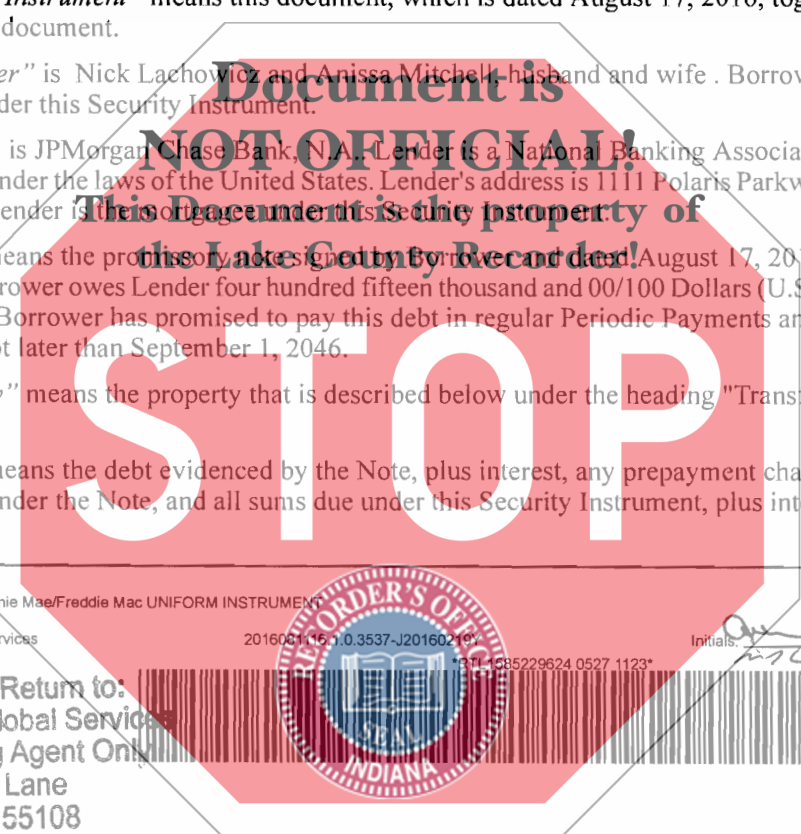 Instrument" means this document, which is dated August 17, 2016, tog
document.
er" is Nick Lachowicz and Anissa Mitchell, husband and wife . Borrow
der this Security Instrument.
Document is
NOT OFFICIAL!
This Document is the property of
the Lake County Recorder!
is JPMorgan Chase Bank, N.A.. Lender is a National Banking Associa
nder the laws of the United States. Lender's address is 1111 Polaris Parkw
ender is the mortgagee under this Security Instrument.
eans the promissory note signed by Borrower and dated August 17, 201
rower owes Lender four hundred fifteen thousand and 00/100 Dollars (U.S
Borrower has promised to pay this debt in regular Periodic Payments an
t later than September 1, 2046.
" means the property that is described below under the heading "Transf
eans the debt evidenced by the Note, plus interest, any prepayment cha
nder the Note, and all sums due under this Security Instrument, plus int
STOP
nie Mae/Freddie Mac UNIFORM INSTRUMENT
rvices
Initials:
Return to:
lobal Services
g Agent Only
Lane
55108
RECORDER'S OFFICE
SEAL
INDIANA